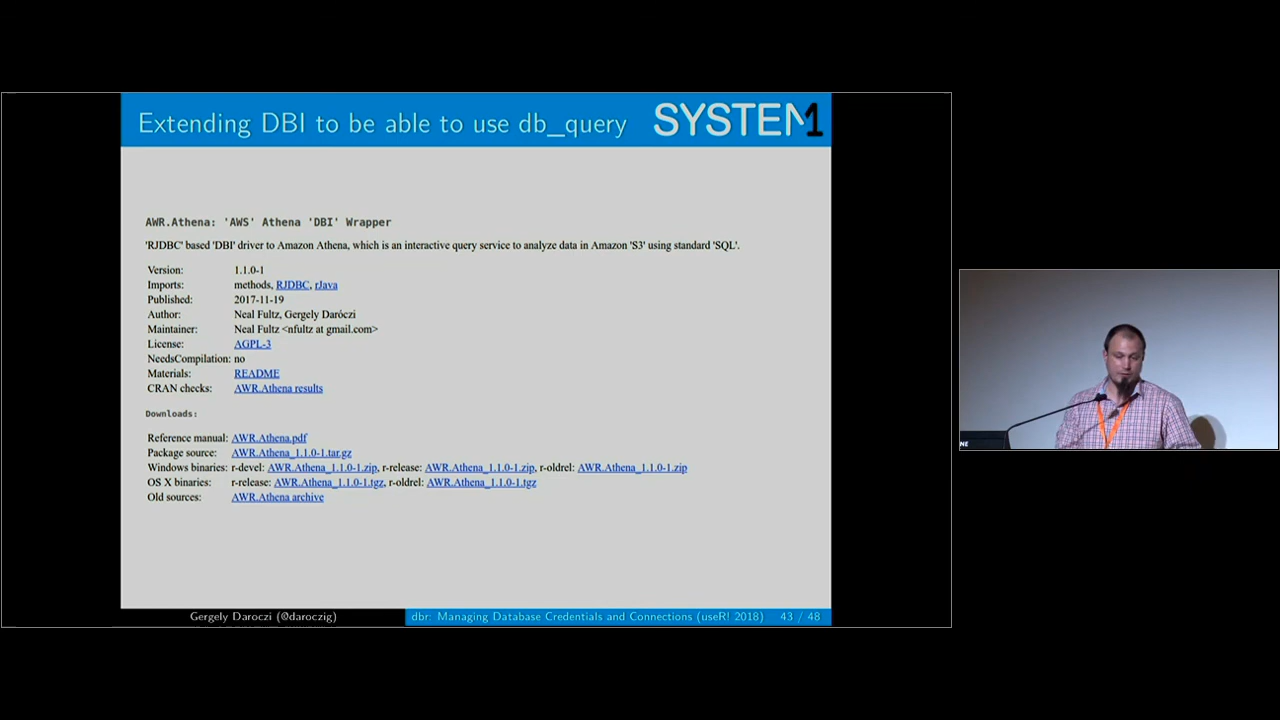 Extending DBI to be able to use db_query
SYSTEM1
AWR.Athena: 'AWS' Athena 'DBI' Wrapper
'RJDBC' based 'DBI' driver to Amazon Athena, which is an interactive query service to analyze data in Amazon 'S3' using standard 'SQL'.
Version: 1.1.0-1
Imports: methods, RJDBC, rJava
Published: 2017-11-19
Author: Neal Fultz, Gergely Daróczi
Maintainer: Neal Fultz <nfultz at gmail.com>
License: AGPL-3
NeedsCompilation: no
Materials: README
CRAN checks: AWR.Athena results
Downloads:
Reference manual: AWR.Athena.pdf
Package source: AWR.Athena_1.1.0-1.tar.gz
Windows binaries: r-devel: AWR.Athena_1.1.0-1.zip, r-release: AWR.Athena_1.1.0-1.zip, r-oldrel: AWR.Athena_1.1.0-1.zip
OS X binaries: r-release: AWR.Athena_1.1.0-1.tgz, r-oldrel: AWR.Athena_1.1.0-1.tgz
Old sources: AWR.Athena archive
Gergely Daroczi (@daroczig)
dbr: Managing Database Credentials and Connections (useR! 2018) 43 / 48
NE